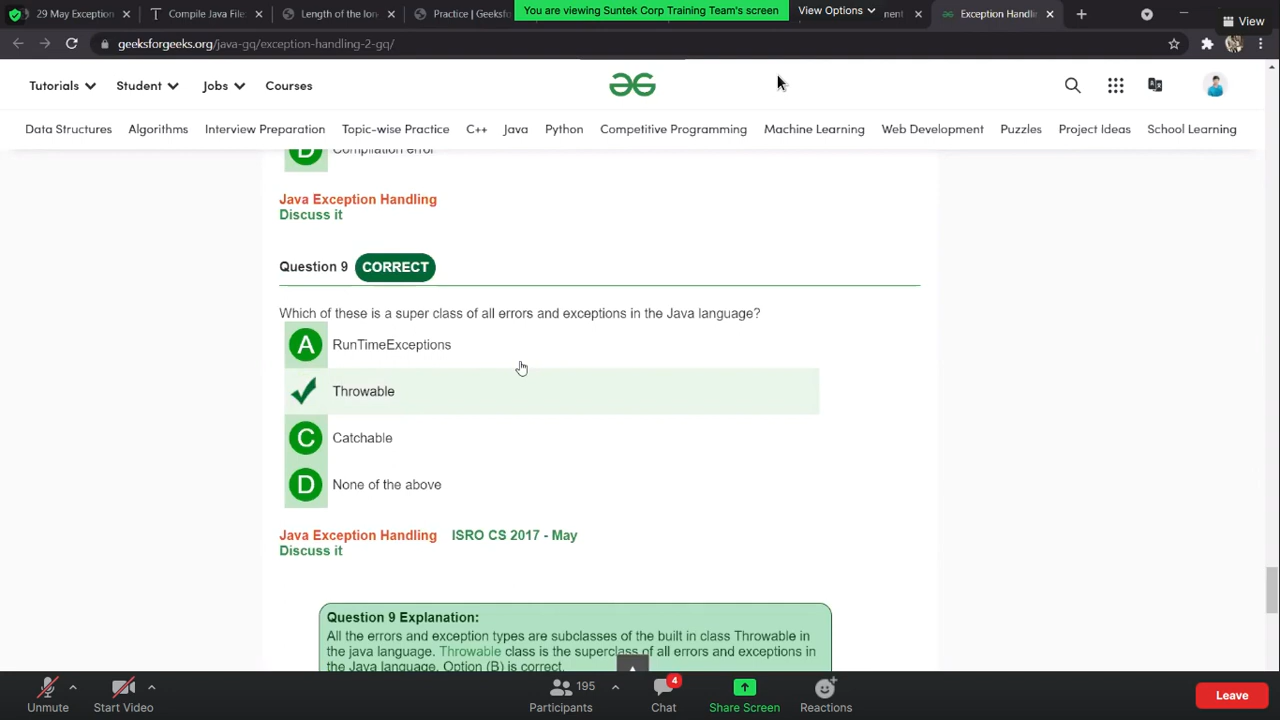 29 May Exception
Compile Java File
Length of the lon
Practice | Geeksf
You are viewing Suntek Corp Training Team's screen
View Options
ment
Exception Handli
View
geeksforgeeks.org/java-gq/exception-handling-2-gq/
Tutorials
Student
Jobs
Courses
Data Structures
Algorithms
Interview Preparation
Topic-wise Practice
C++
Java
Python
Competitive Programming
Machine Learning
Web Development
Puzzles
Project Ideas
School Learning
D Compilation error
Java Exception Handling
Discuss it
Question 9 CORRECT
Which of these is a super class of all errors and exceptions in the Java language?
A RunTimeExceptions
Throwable
C Catchable
D None of the above
Java Exception Handling ISRO CS 2017 - May
Discuss it
Question 9 Explanation:
All the errors and exception types are subclasses of the built in class Throwable in
the java language. Throwable class is the superclass of all errors and exceptions in
the Java language. Option (B) is correct.
Unmute
Start Video
195
Participants
4
Chat
Share Screen
Reactions
Leave